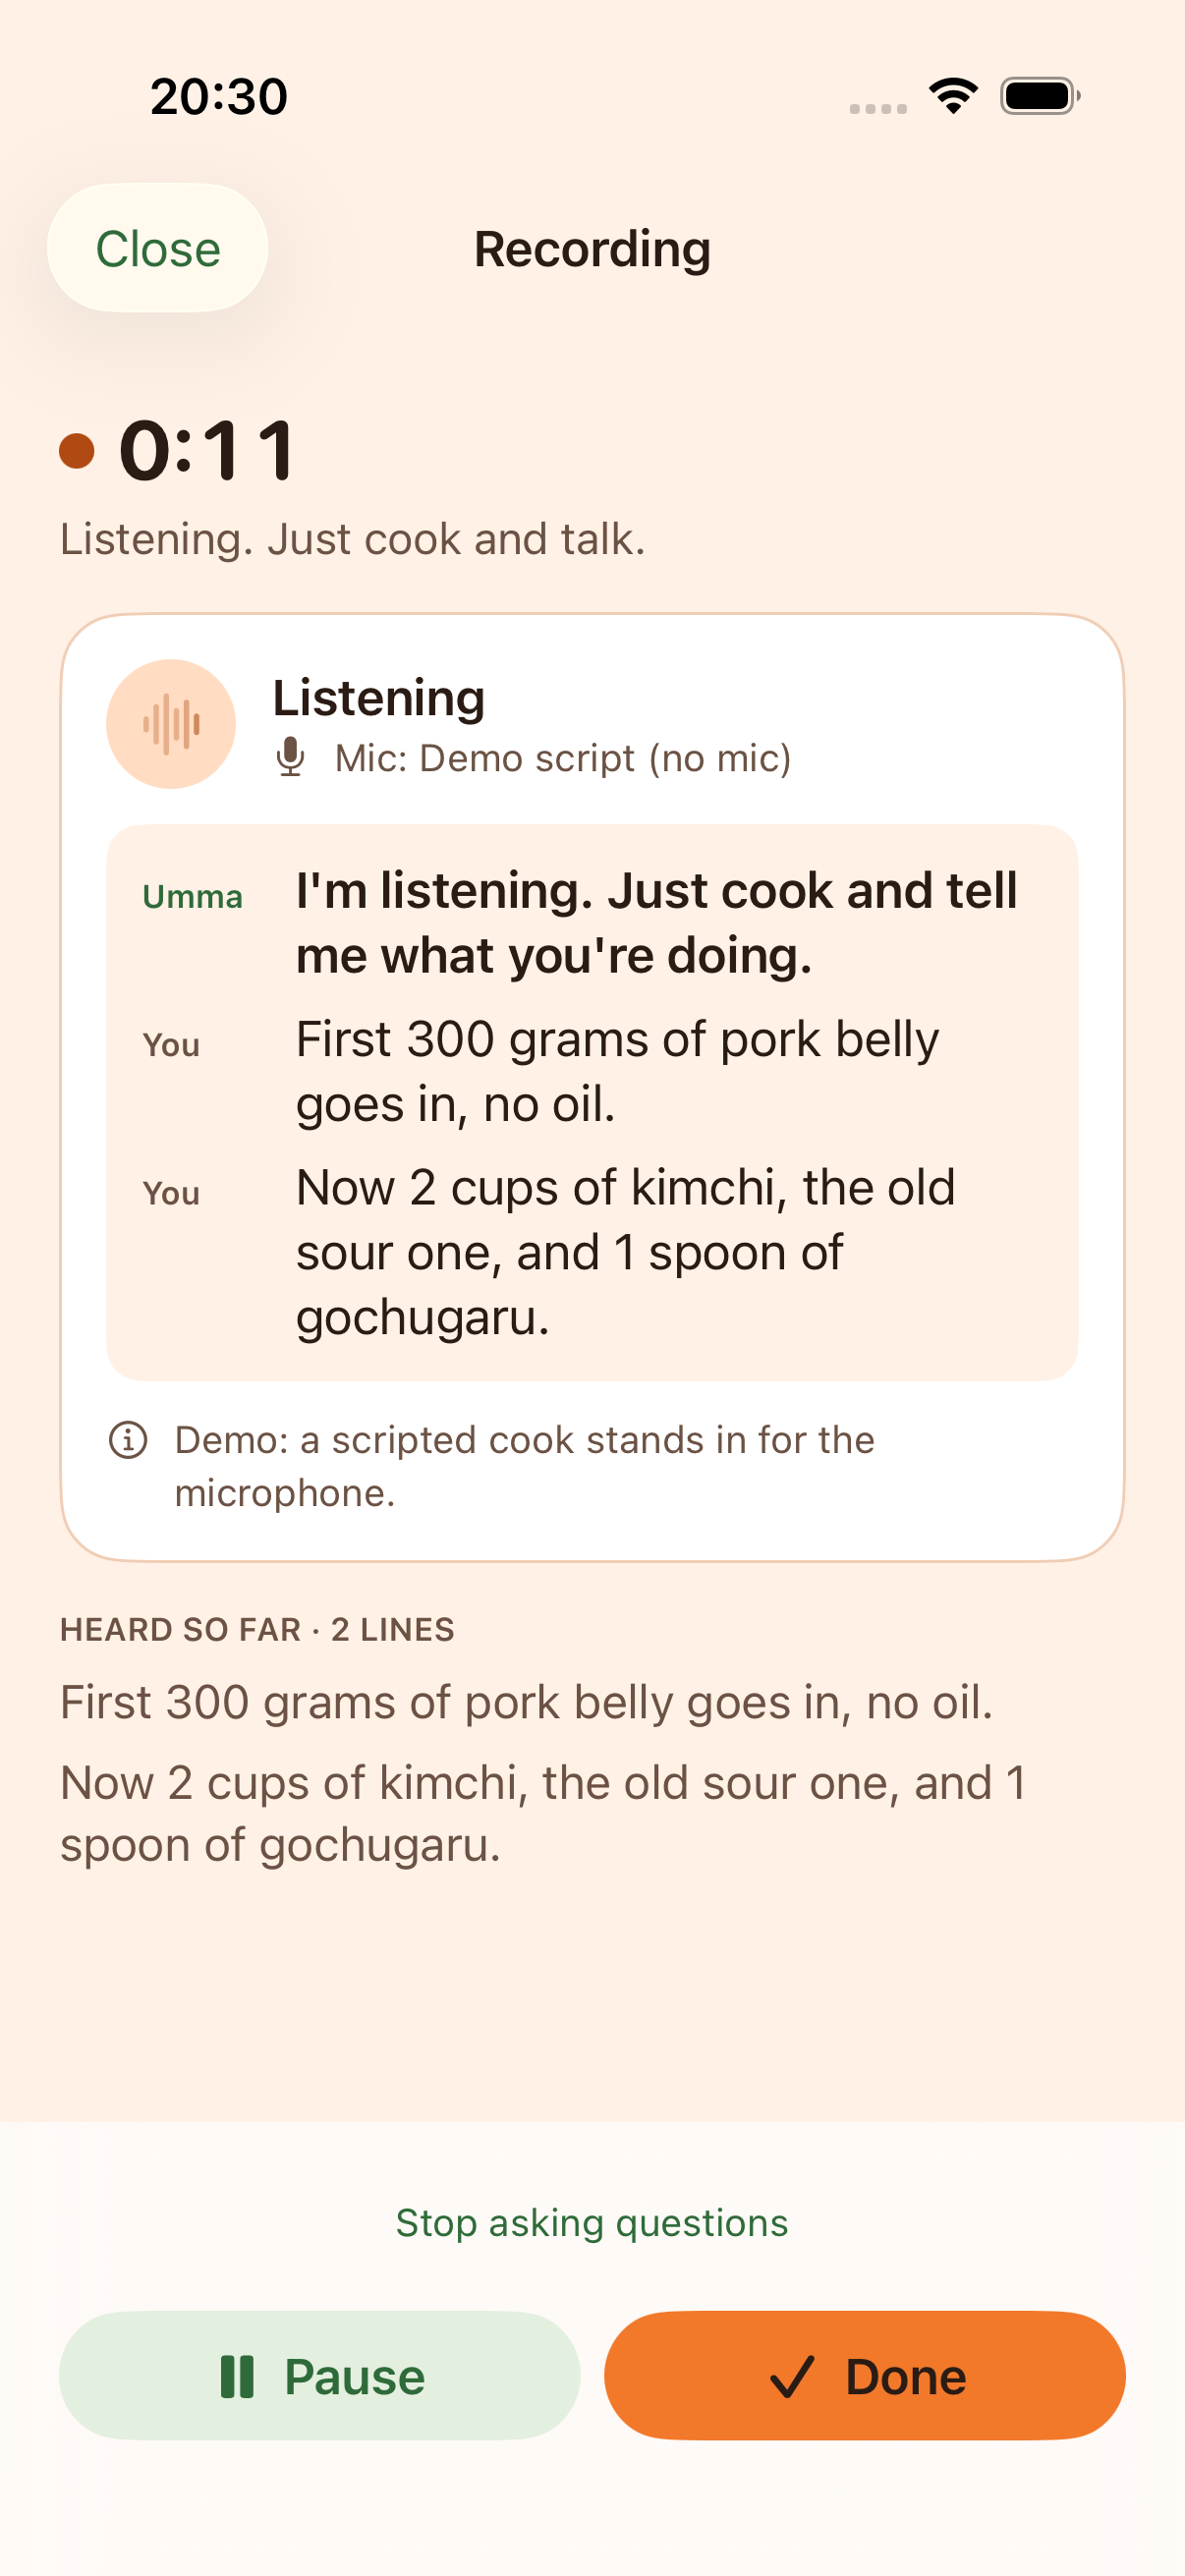 20:30
Close
Recording
0:11
Listening. Just cook and talk.
Listening
Mic: Demo script (no mic)
Umma
I'm listening. Just cook and tell
me what you're doing.
You
First 300 grams of pork belly
goes in, no oil.
You
Now 2 cups of kimchi, the old
sour one, and 1 spoon of
gochugaru.
Demo: a scripted cook stands in for the
microphone.
HEARD SO FAR · 2 LINES
First 300 grams of pork belly goes in, no oil.
Now 2 cups of kimchi, the old sour one, and 1
spoon of gochugaru.
Stop asking questions
Pause
Done